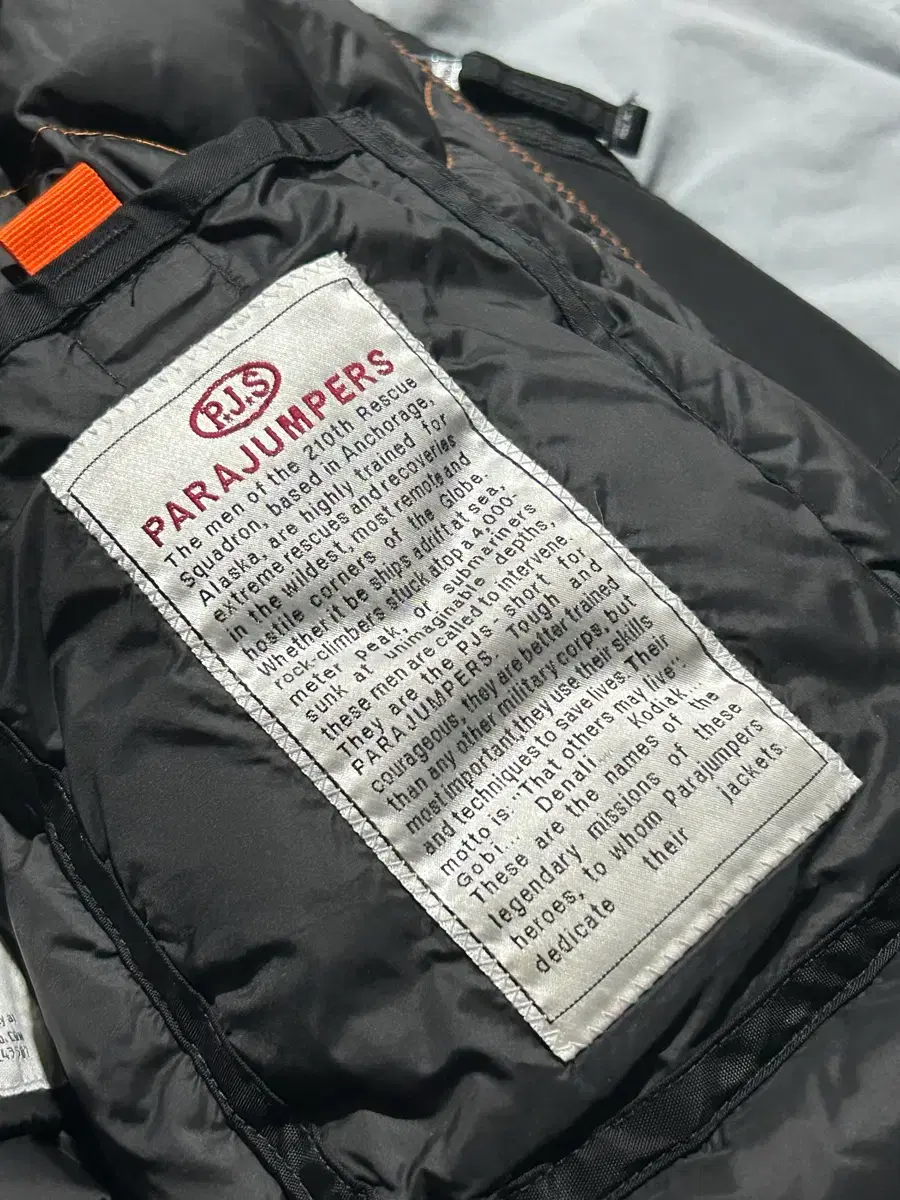 P.J.S
PARAJUMPERS
The men of the 210th Rescue
Squadron, based in Anchorage,
Alaska, are highly trained for
extreme rescues and recoveries
in the wildest, most remote and
hostile corners of the Globe.
Whether it be ships adrift at sea,
rock-climbers stuck atop a 4,000-
meter peak, or submariners
sunk at unimaginable depths,
these men are called to intervene.
They are the PJs - short for
PARAJUMPERS. Tough and
courageous, they are better trained
than any other military corps, but
most important, they use their skills
and techniques to save lives. Their
motto is: "That others may live".
Gobi... Denali... Kodiak...
These are the names of the
legendary missions of these
heroes, to whom Parajumpers
dedicate their jackets.